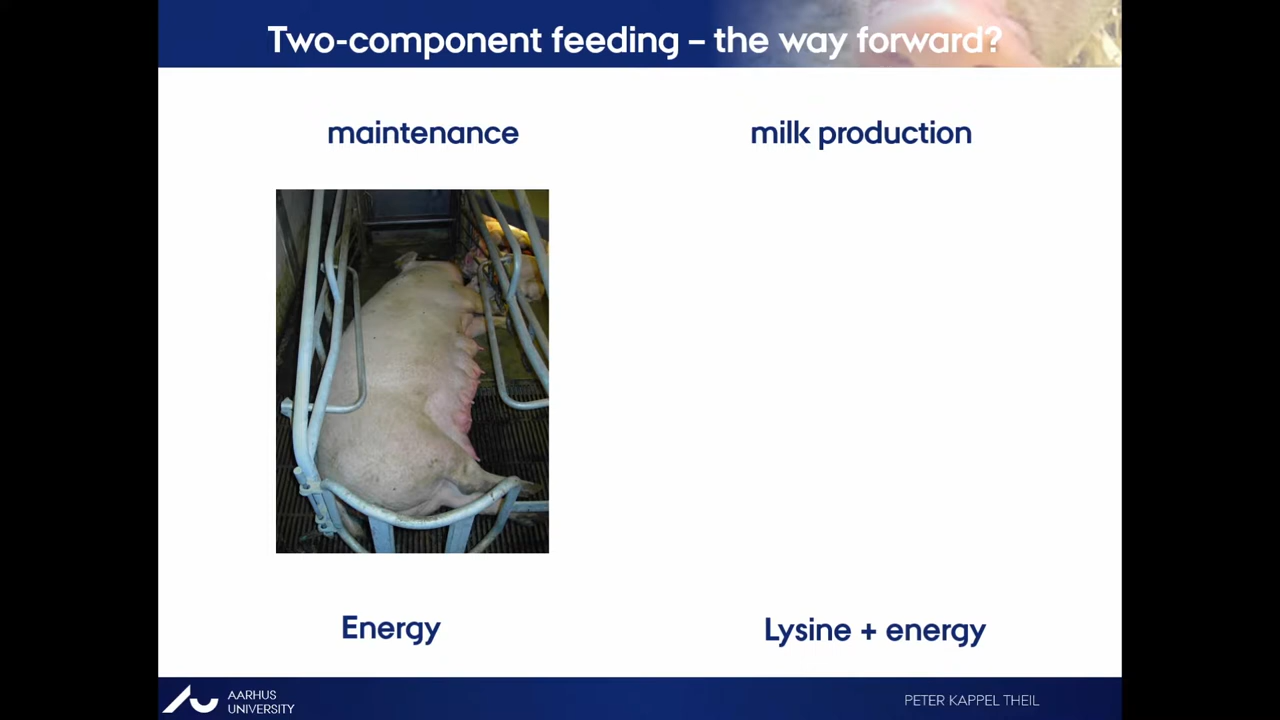 Two-component feeding – the way forward?
maintenance
milk production
Energy
Lysine + energy
AARHUS
UNIVERSITY
PETER KAPPEL THEIL